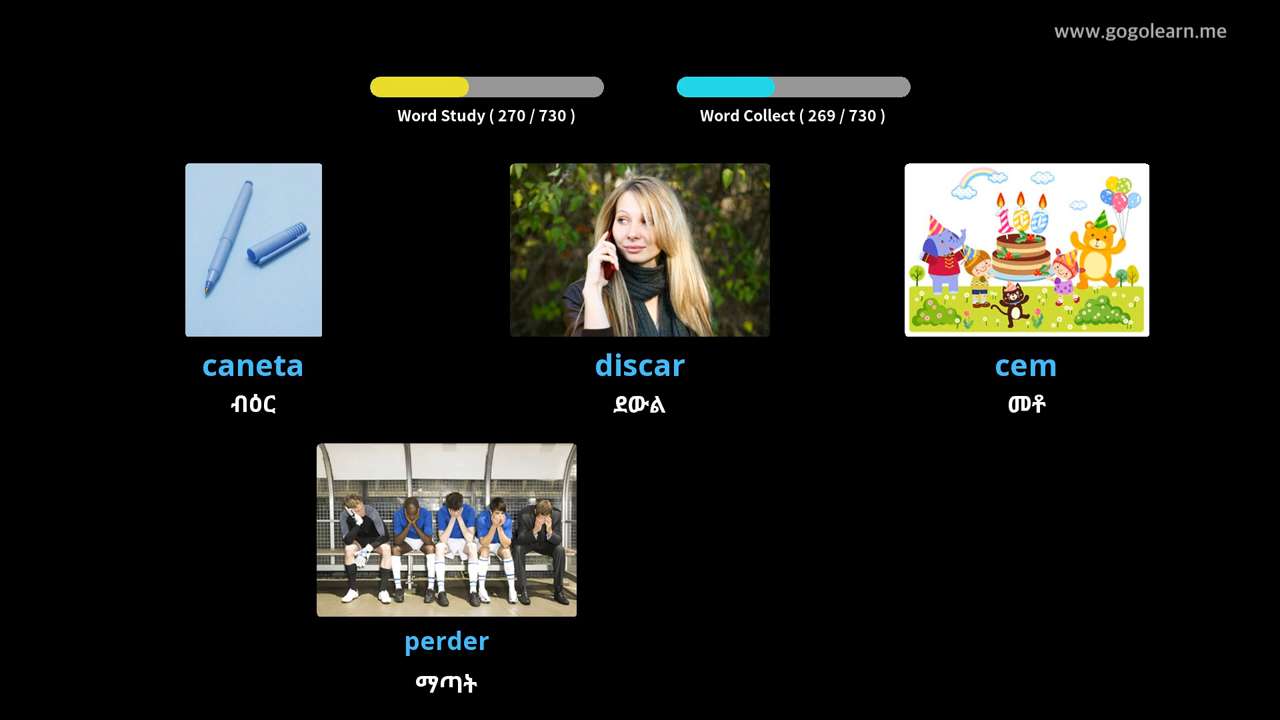 www.gogolearn.me
Word Study ( 270 / 730 )
Word Collect ( 269 / 730 )
caneta
ብዕር
discar
ደውል
cem
መቶ
perder
ማጣት